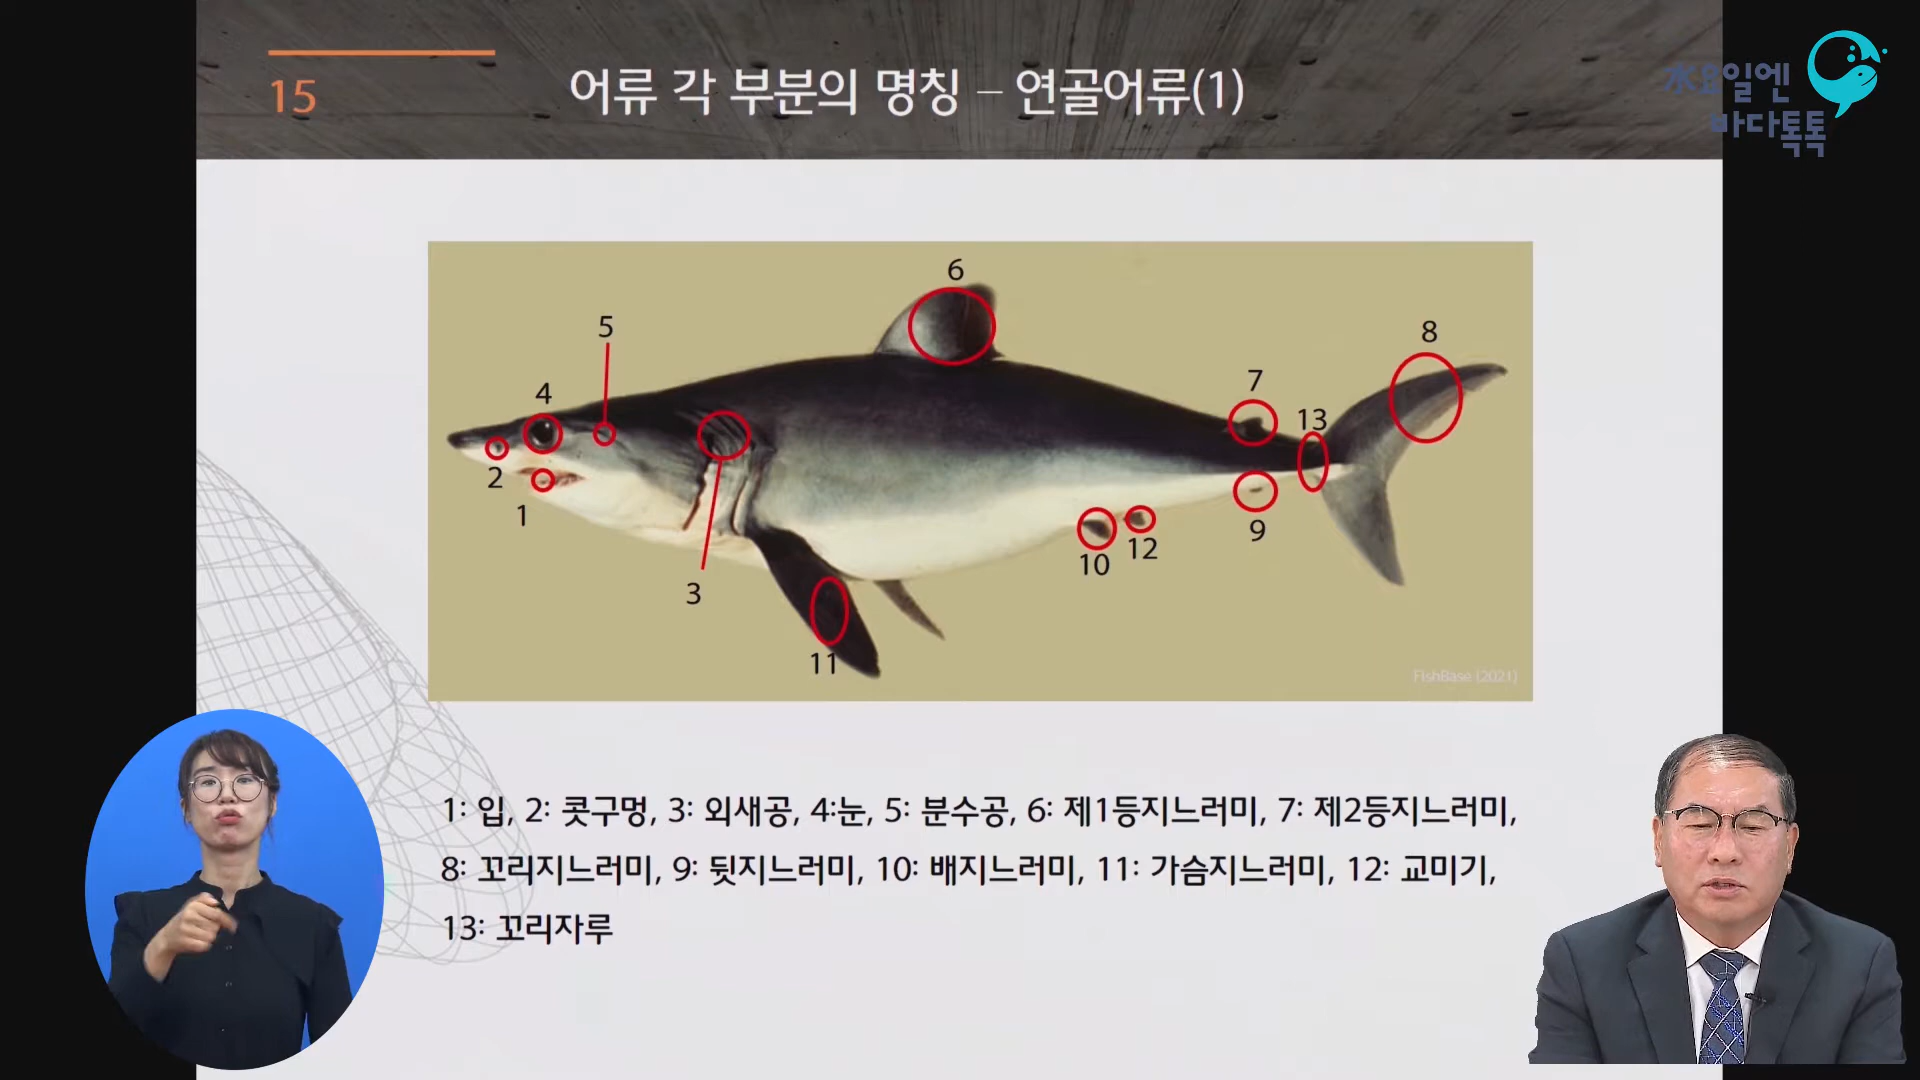 15
어류 각 부분의 명칭 – 연골어류(1)
水요일엔
바다톡톡
6
5
8
4
7
13
2
1
9
12
10
3
11
FishBase (2021)
1: 입, 2: 콧구멍, 3: 외새공, 4:눈, 5: 분수공, 6: 제1등지느러미, 7: 제2등지느러미,
8: 꼬리지느러미, 9: 뒷지느러미, 10: 배지느러미, 11: 가슴지느러미, 12: 교미기,
13: 꼬리자루